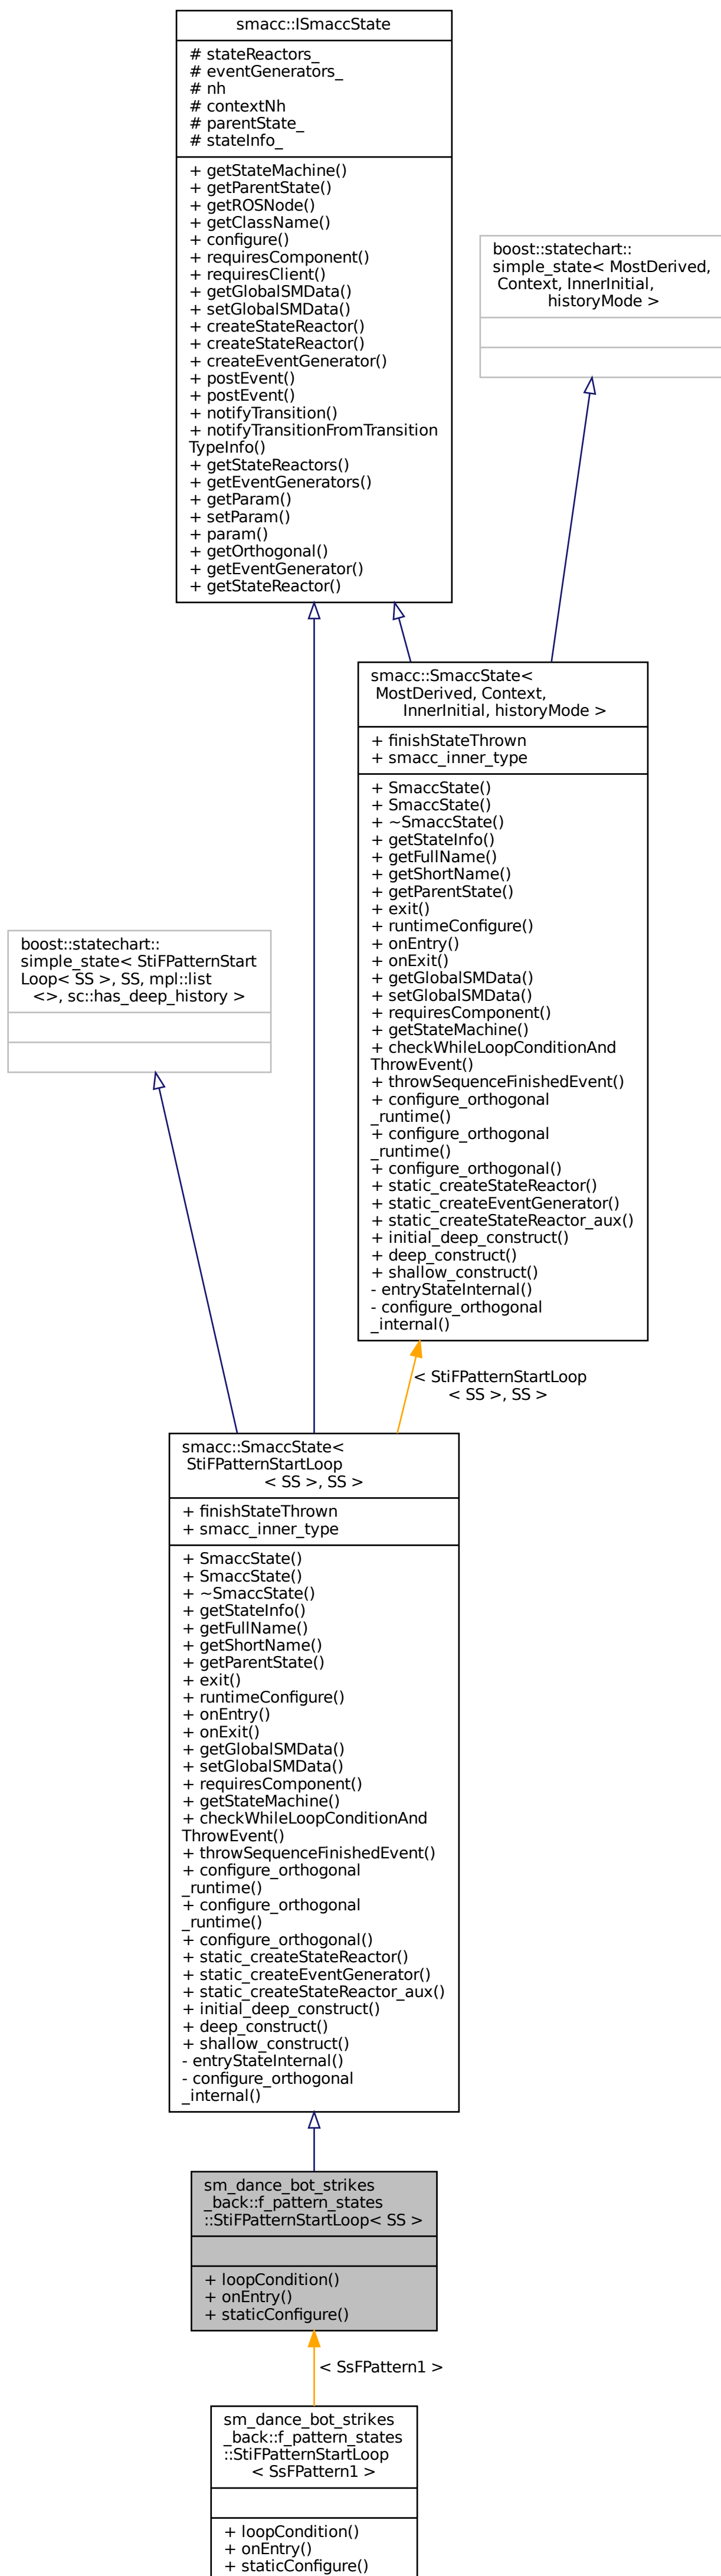 smacc::ISmaccState
# stateReactors_
# eventGenerators_
# nh
# contextNh
# parentState_
# stateInfo_
+ getStateMachine()
+ getParentState()
+ getROSNode()
+ getClassName()
+ configure()
+ requiresComponent()
+ requiresClient()
+ getGlobalSMData()
+ setGlobalSMData()
+ createStateReactor()
+ createStateReactor()
+ createEventGenerator()
+ postEvent()
+ postEvent()
+ notifyTransition()
+ notifyTransitionFromTransition
TypeInfo()
+ getStateReactors()
+ getEventGenerators()
+ getParam()
+ setParam()
+ param()
+ getOrthogonal()
+ getEventGenerator()
+ getStateReactor()
boost::statechart::
simple_state< MostDerived,
Context, InnerInitial,
historyMode >
smacc::SmaccState<
MostDerived, Context,
InnerInitial, historyMode >
+ finishStateThrown
+ smacc_inner_type
+ SmaccState()
+ SmaccState()
+ ~SmaccState()
+ getStateInfo()
+ getFullName()
+ getShortName()
+ getParentState()
+ exit()
+ runtimeConfigure()
+ onEntry()
+ onExit()
+ getGlobalSMData()
+ setGlobalSMData()
+ requiresComponent()
+ getStateMachine()
+ checkWhileLoopConditionAnd
ThrowEvent()
+ throwSequenceFinishedEvent()
+ configure_orthogonal
_runtime()
+ configure_orthogonal
_runtime()
+ configure_orthogonal()
+ static_createStateReactor()
+ static_createEventGenerator()
+ static_createStateReactor_aux()
+ initial_deep_construct()
+ deep_construct()
+ shallow_construct()
- entryStateInternal()
- configure_orthogonal
_internal()
boost::statechart::
simple_state< StiFPatternStart
Loop< SS >, SS, mpl::list
<>, sc::has_deep_history >
< StiFPatternStartLoop
< SS >, SS >
smacc::SmaccState<
StiFPatternStartLoop
< SS >, SS >
+ finishStateThrown
+ smacc_inner_type
+ SmaccState()
+ SmaccState()
+ ~SmaccState()
+ getStateInfo()
+ getFullName()
+ getShortName()
+ getParentState()
+ exit()
+ runtimeConfigure()
+ onEntry()
+ onExit()
+ getGlobalSMData()
+ setGlobalSMData()
+ requiresComponent()
+ getStateMachine()
+ checkWhileLoopConditionAnd
ThrowEvent()
+ throwSequenceFinishedEvent()
+ configure_orthogonal
_runtime()
+ configure_orthogonal
_runtime()
+ configure_orthogonal()
+ static_createStateReactor()
+ static_createEventGenerator()
+ static_createStateReactor_aux()
+ initial_deep_construct()
+ deep_construct()
+ shallow_construct()
- entryStateInternal()
- configure_orthogonal
_internal()
sm_dance_bot_strikes
_back::f_pattern_states
::StiFPatternStartLoop< SS >
+ loopCondition()
+ onEntry()
+ staticConfigure()
< SsFPattern1 >
sm_dance_bot_strikes
_back::f_pattern_states
::StiFPatternStartLoop
< SsFPattern1 >
+ loopCondition()
+ onEntry()
+ staticConfigure()